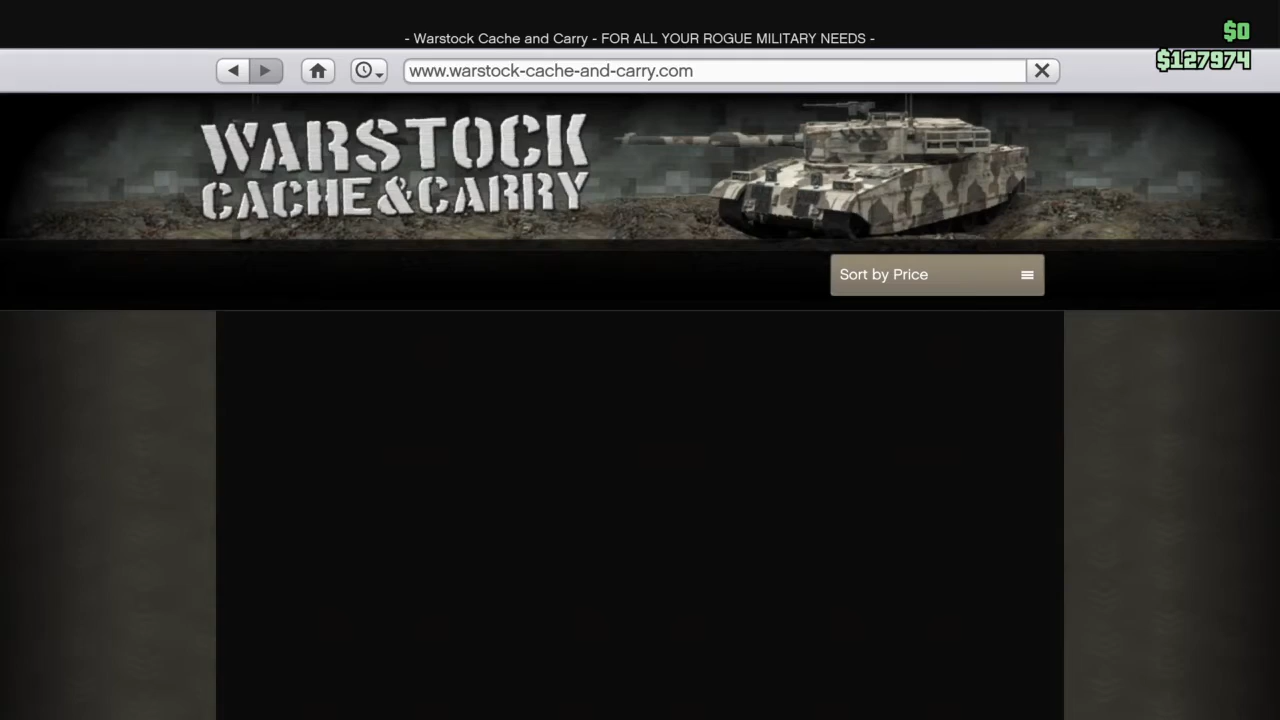 - Warstock Cache and Carry - FOR ALL YOUR ROGUE MILITARY NEEDS -
$0
$127974
www.warstock-cache-and-carry.com
WARSTOCK
CACHE&CARRY
Sort by Price